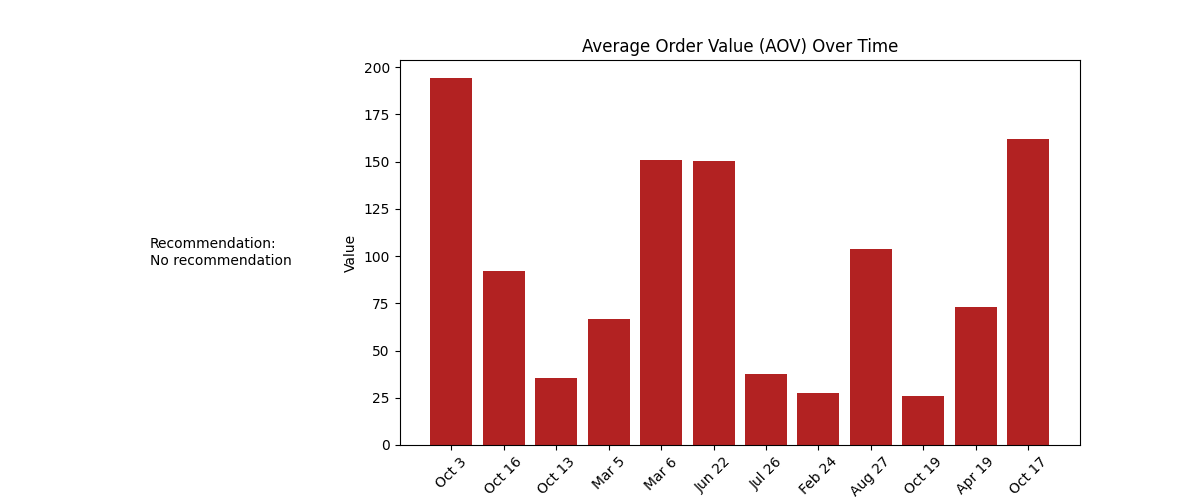 Average Order Value (AOV) Over Time
200
175
150
125
100
75
50
25
0
Value
Recommendation:
No recommendation
Oct 3
Oct 16
Oct 13
Mar 5
Mar 6
Jun 22
Jul 26
Feb 24
Aug 27
Oct 19
Apr 19
Oct 17